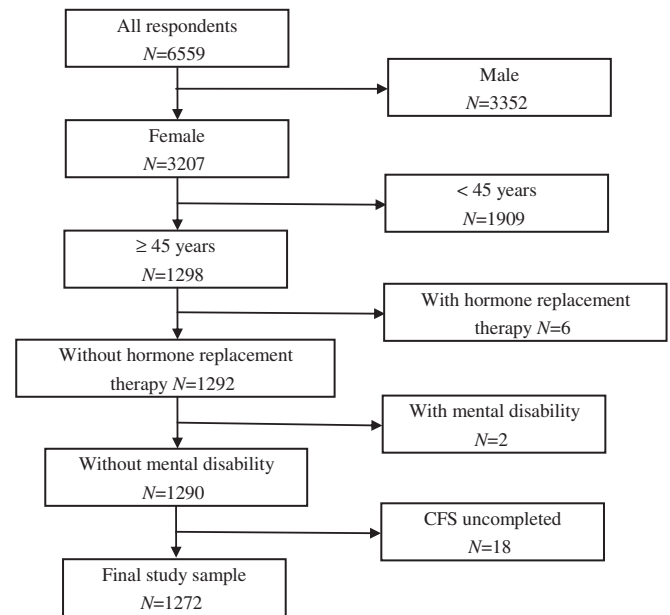 All respondents
N=6559
Male
N=3352
Female
N=3207
< 45 years
N=1909
≥ 45 years
N=1298
With hormone replacement
therapy N=6
Without hormone replacement
therapy N=1292
With mental disability
N=2
Without mental disability
N=1290
CFS uncompleted
N=18
Final study sample
N=1272